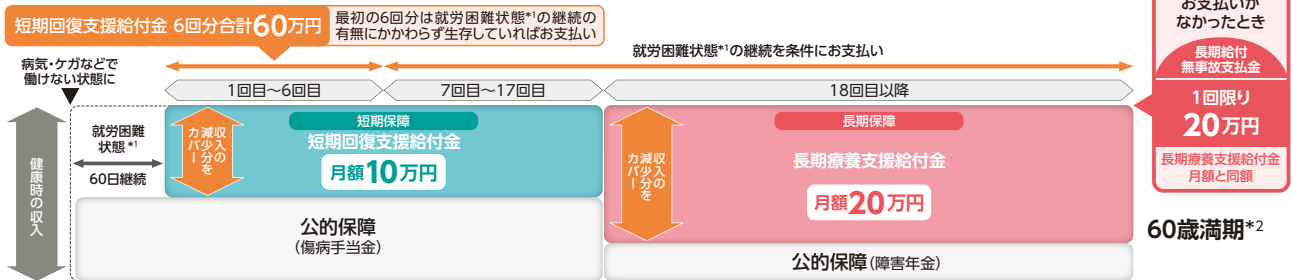 短期回復支援給付金 6回分合計60万円
最初の6回分は就労困難状態*1の継続の
有無にかかわらず生存していればお支払い
お支払いが
なかったとき
長期給付
無事故支払金
1回限り
20万円
長期療養支援給付金
月額と同額
就労困難状態*1の継続を条件にお支払い
病気・ケガなどで
働けない状態に
1回目～6回目
7回目～17回目
18回目以降
健康時の収入
就労困難
状態*1
60日継続
収入の
減少分を
カバー
短期保障
短期回復支援給付金
月額10万円
収入の
減少分を
カバー
長期保障
長期療養支援給付金
月額20万円
公的保障
(傷病手当金)
公的保障(障害年金)
60歳満期*2